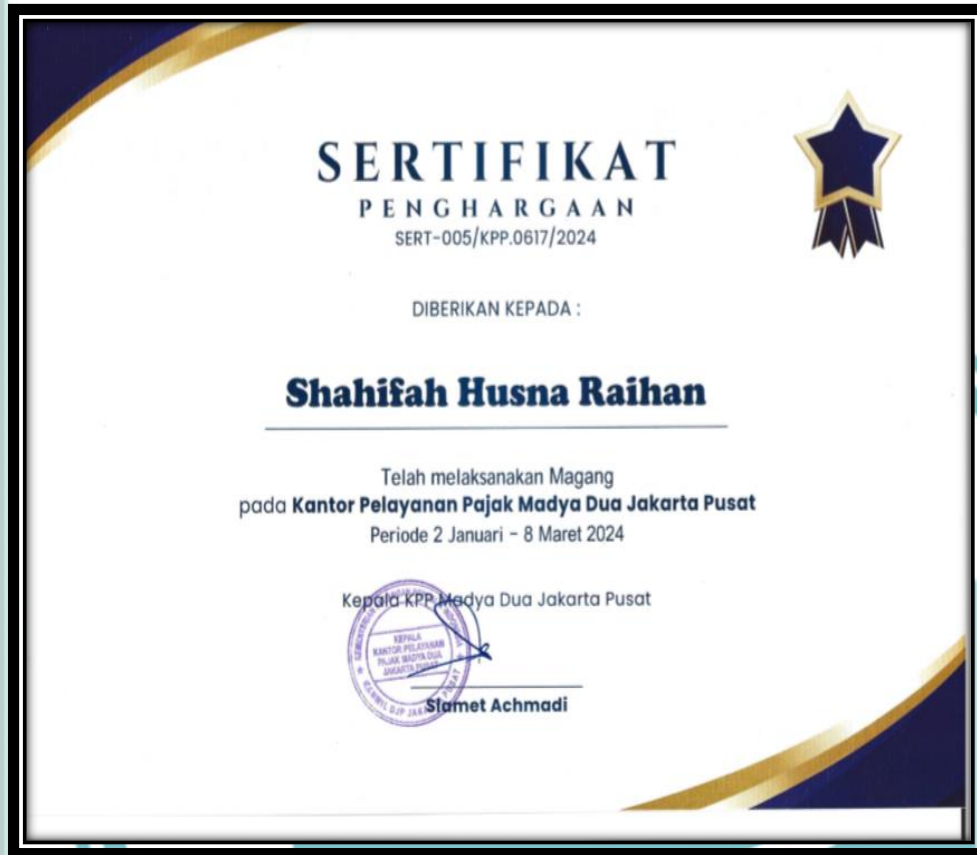 SERTIFIKAT
PENGHARGAAN
SERT-005/KPP.0617/2024
DIBERIKAN KEPADA :
Shahifah Husna Raihan
Telah melaksanakan Magang
pada Kantor Pelayanan Pajak Madya Dua Jakarta Pusat
Periode 2 Januari - 8 Maret 2024
Kepala KPP Madya Dua Jakarta Pusat
KEPALA
KANTOR PELAYANAN
PAJAK MADYA DUA
JAKARTA PUSAT
Slamet Achmadi